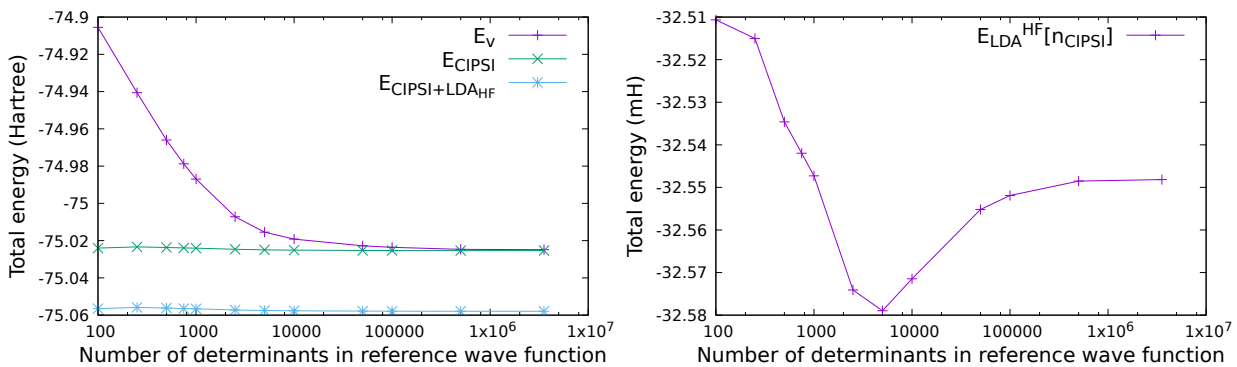 -74.9
-74.92
-74.94
-74.96
-74.98
-75
-75.02
-75.04
-75.06
Total energy (Hartree)
E_V
E_CIPSI
E_CIPSI+LDA_HF
100 1000 10000 100000 1x10^6 1x10^7
Number of determinants in reference wave function
-32.51
-32.52
-32.53
-32.54
-32.55
-32.56
-32.57
-32.58
Total energy (mH)
E_LDA^HF[n_CIPSI]
100 1000 10000 100000 1x10^6 1x10^7
Number of determinants in reference wave function